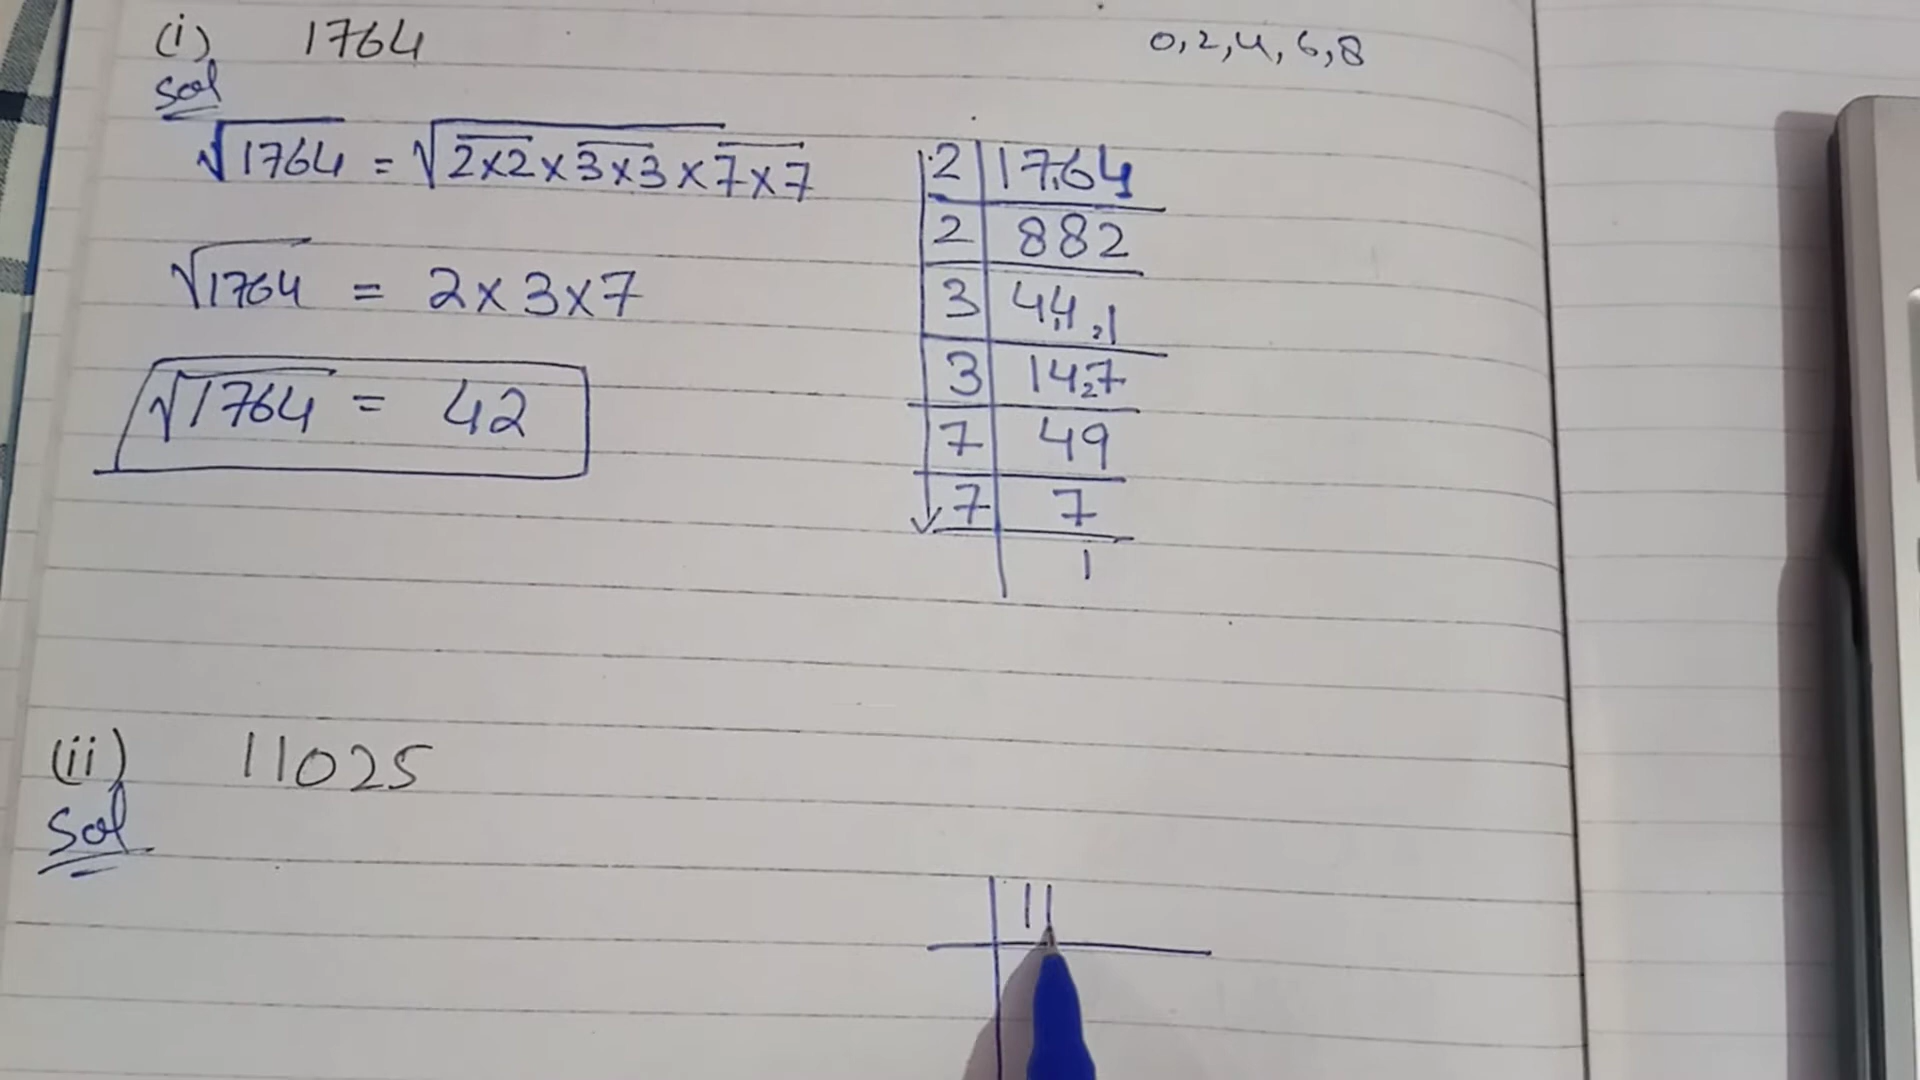 (i) 1764
0,2,4,6,8
Sol
√1764 = √2×2×3×3×7×7
√1764 = 2×3×7
√1764 = 42
2 | 1764
2 | 882
3 | 441
3 | 147
7 | 49
7 | 7
| 1
(ii) 11025
Sol
| 11